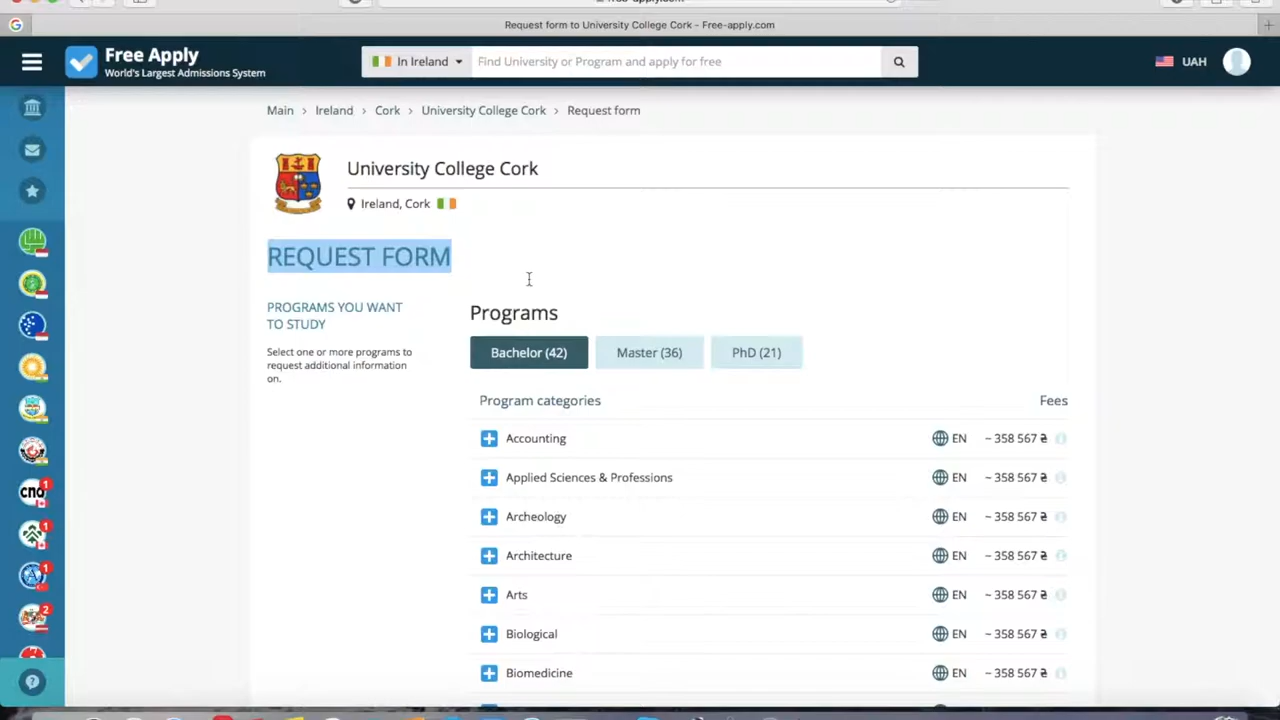 Request form to University College Cork – Free-apply.com
Free Apply
World's Largest Admissions System
In Ireland
Find University or Program and apply for free
UAH
Main > Ireland > Cork > University College Cork > Request form
University College Cork
Ireland, Cork
REQUEST FORM
PROGRAMS YOU WANT
TO STUDY
Select one or more programs to
request additional information
on.
Programs
Bachelor (42) Master (36) PhD (21)
Program categories Fees
Accounting EN ~ 358 567 ₴
Applied Sciences & Professions EN ~ 358 567 ₴
Archeology EN ~ 358 567 ₴
Architecture EN ~ 358 567 ₴
Arts EN ~ 358 567 ₴
Biological EN ~ 358 567 ₴
Biomedicine EN ~ 358 567 ₴
cno 1
1
1
2